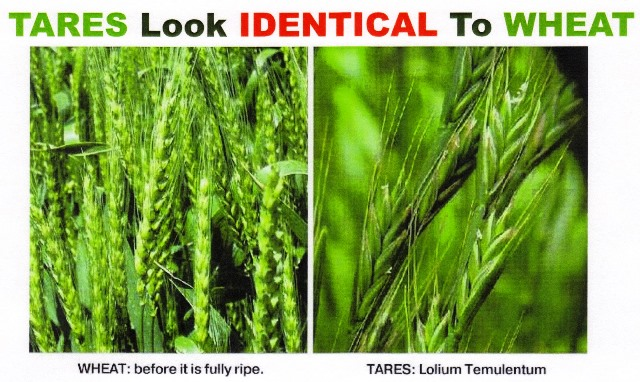 TARES Look IDENTICAL To WHEAT
WHEAT: before it is fully ripe.
TARES: Lolium Temulentum